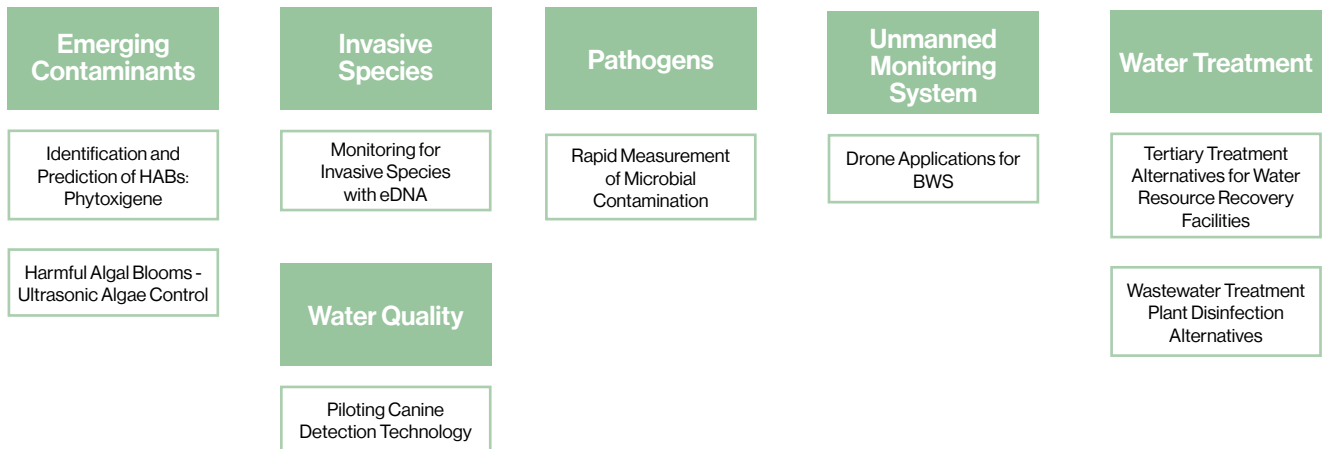 Emerging
Contaminants
Identification and
Prediction of HABs:
Phytoxigene
Harmful Algal Blooms -
Ultrasonic Algae Control
Invasive
Species
Monitoring for
Invasive Species
with eDNA
Water Quality
Piloting Canine
Detection Technology
Pathogens
Rapid Measurement
of Microbial
Contamination
Unmanned
Monitoring
System
Drone Applications for
BWS
Water Treatment
Tertiary Treatment
Alternatives for Water
Resource Recovery
Facilities
Wastewater Treatment
Plant Disinfection
Alternatives